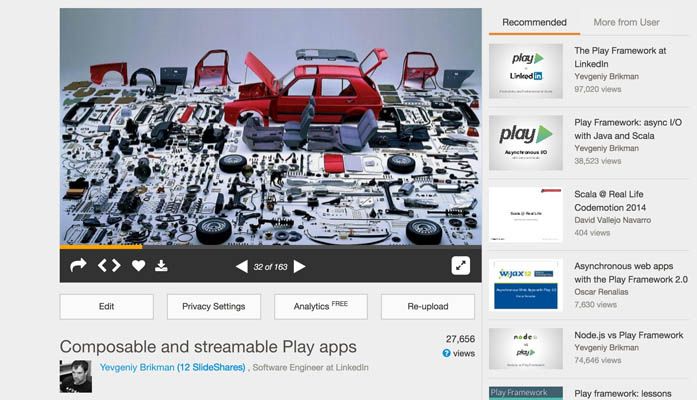 32 of 163
Edit
Privacy Settings
Analytics FREE
Re-upload
Composable and streamable Play apps
27,656
? views
Yevgeniy Brikman (12 SlideShares) , Software Engineer at LinkedIn
Recommended
More from User
play
LinkedIn
The Play Framework at
LinkedIn
Yevgeniy Brikman
97,020 views
play
Asynchronous I/O
Play Framework: async I/O
with Java and Scala
Yevgeniy Brikman
38,523 views
Scala @ Real Life
Scala @ Real Life
Codemotion 2014
David Vallejo Navarro
404 views
Asynchronous web apps with Play 2.0
Asynchronous web apps
with the Play Framework 2.0
Oscar Renalias
7,630 views
node
vs
play
Node.js vs Play Framework
Yevgeniy Brikman
74,646 views
Play Framework
Play framework: lessons